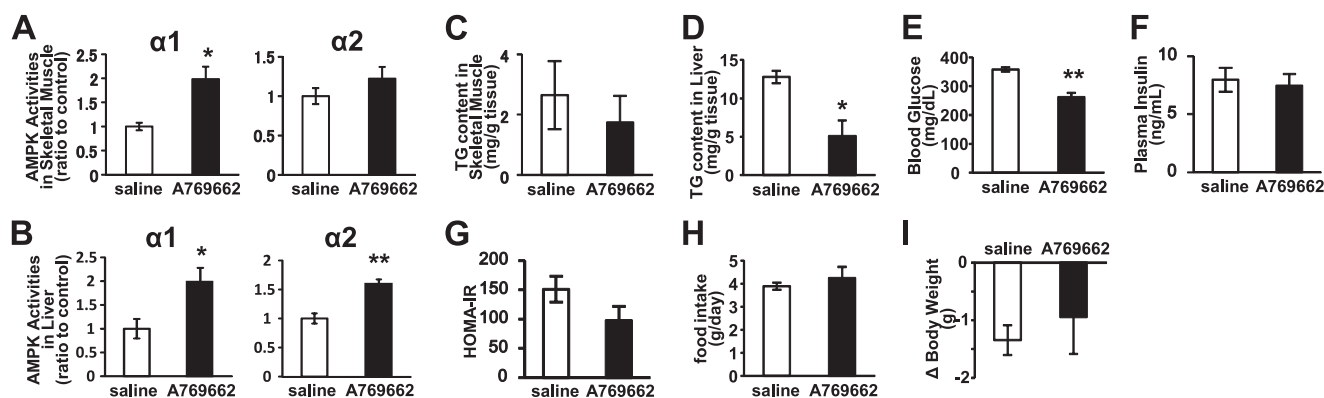 A
α1
α2
AMPK Activities
in Skeletal Muscle
(ratio to control)
2.5
2
1.5
1
0.5
0
*
saline A769662
1.5
1
0.5
0
saline A769662
C
TG content in
Skeletal Muscle
(mg/g tissue)
4
2
0
saline A769662
D
TG content in Liver
(mg/g tissue)
15
10
5
0
*
saline A769662
E
Blood Glucose
(mg/dL)
400
300
200
100
0
**
saline A769662
F
Plasma Insulin
(ng/mL)
10
5
0
saline A769662
B
α1
α2
AMPK Activities
in Liver
(ratio to control)
2.5
2
1.5
1
0.5
0
*
saline A769662
2
1.5
1
0.5
0
**
saline A769662
G
HOMA-IR
200
150
100
50
0
saline A769662
H
food intake
(g/day)
5
4
3
2
1
0
saline A769662
I
saline A769662
Δ Body Weight
(g)
0
-1
-2